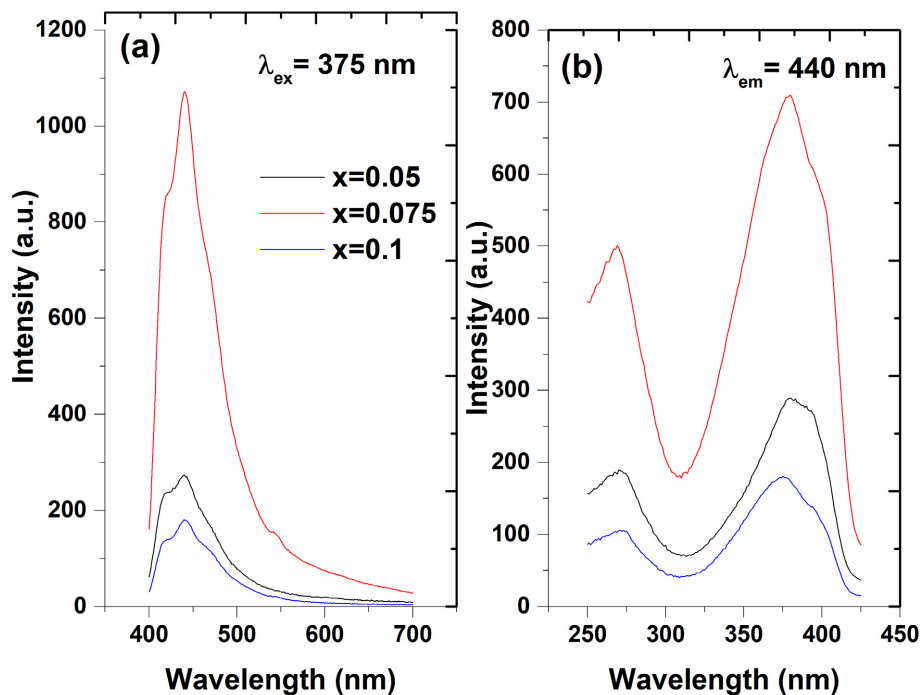 (a)
λex = 375 nm
x=0.05
x=0.075
x=0.1
1200
1000
800
600
400
200
0
400 500 600 700
Intensity (a.u.)
Wavelength (nm)
(b)
λem= 440 nm
800
700
600
500
400
300
200
100
0
250 300 350 400 450
Intensity (a.u.)
Wavelength (nm)